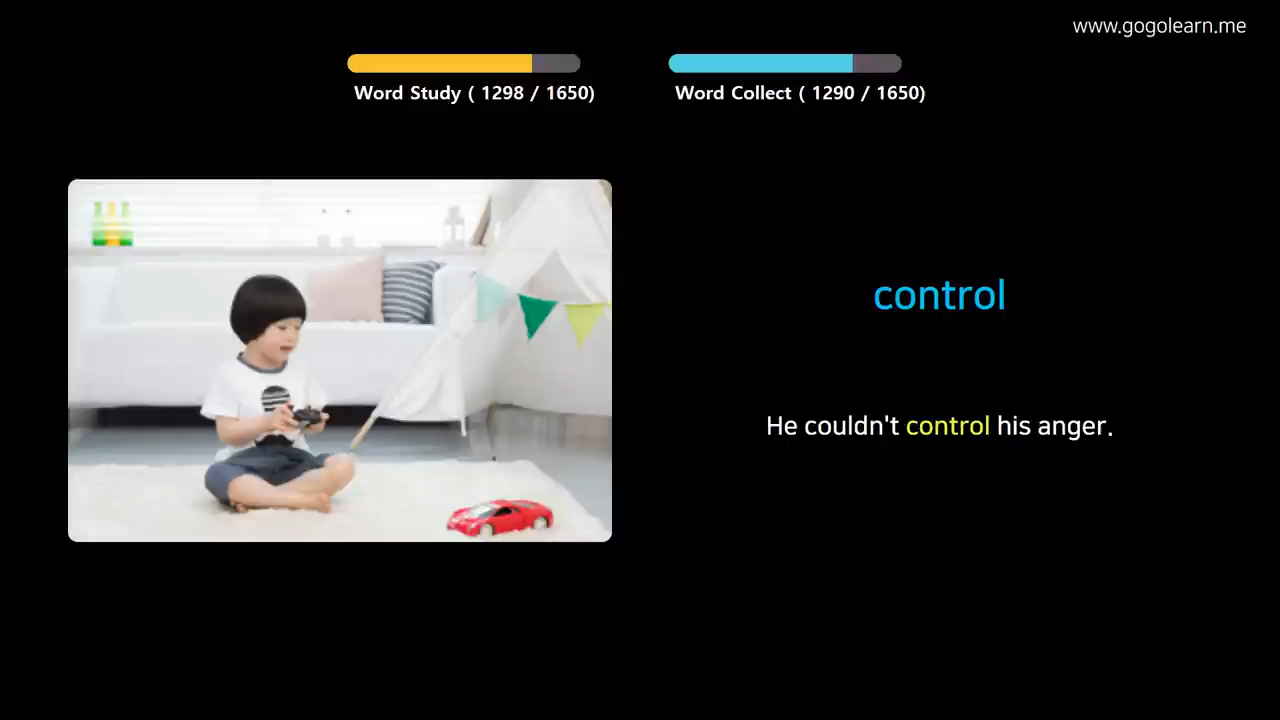 www.gogolearn.me
Word Study ( 1298 / 1650)
Word Collect ( 1290 / 1650)
control
He couldn't control his anger.